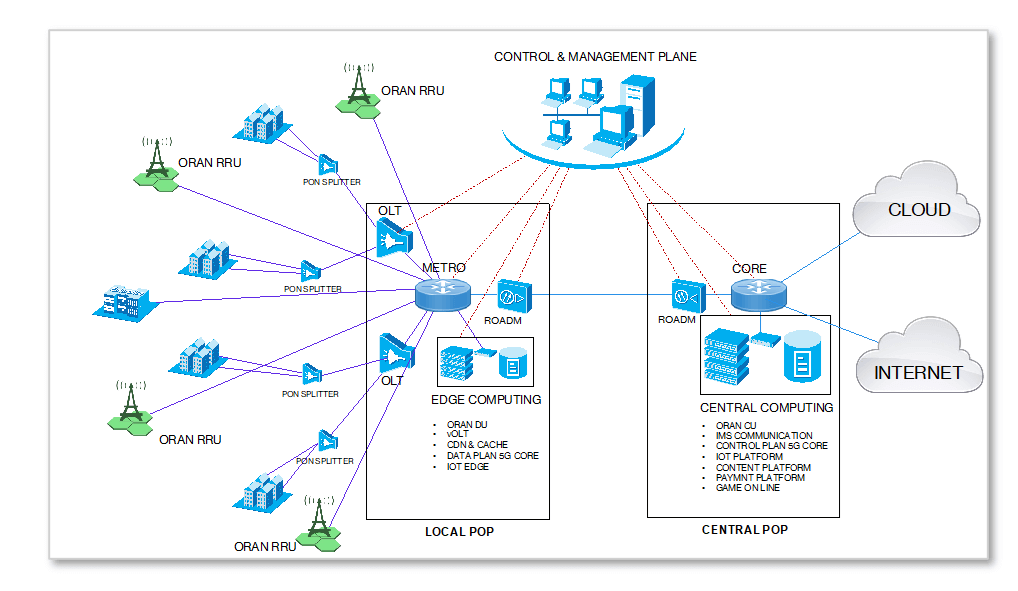 CONTROL & MANAGEMENT PLANE
ORAN RRU
ORAN RRU
PON SPLITTER
OLT
CLOUD
METRO
CORE
PON SPLITTER
ROADM
ROADM
INTERNET
OLT
PON SPLITTER
EDGE COMPUTING
ORAN DU
vOLT
CDN & CACHE
DATA PLAN 5G CORE
IOT EDGE
CENTRAL COMPUTING
ORAN CU
IMS COMMUNICATION
CONTROL PLAN 5G CORE
IOT PLATFORM
CONTENT PLATFORM
PAYMNT PLATFORM
GAME ON LINE
ORAN RRU
PON SPLITTER
ORAN RRU
LOCAL POP
CENTRAL POP